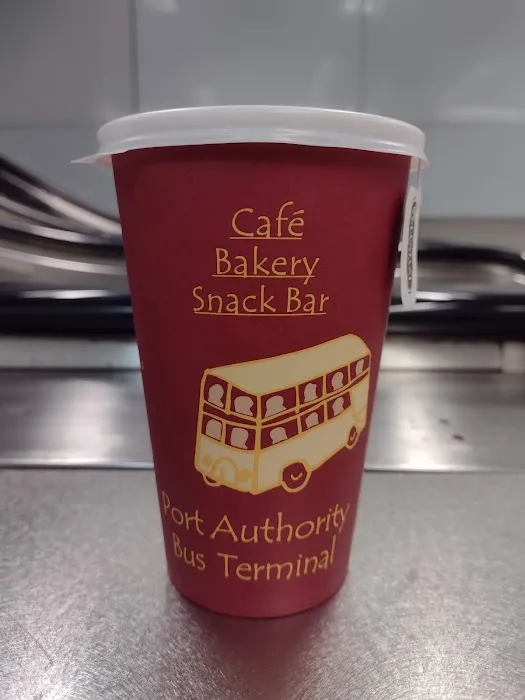 Café
Bakery
Snack Bar
Port Authority
Bus Terminal